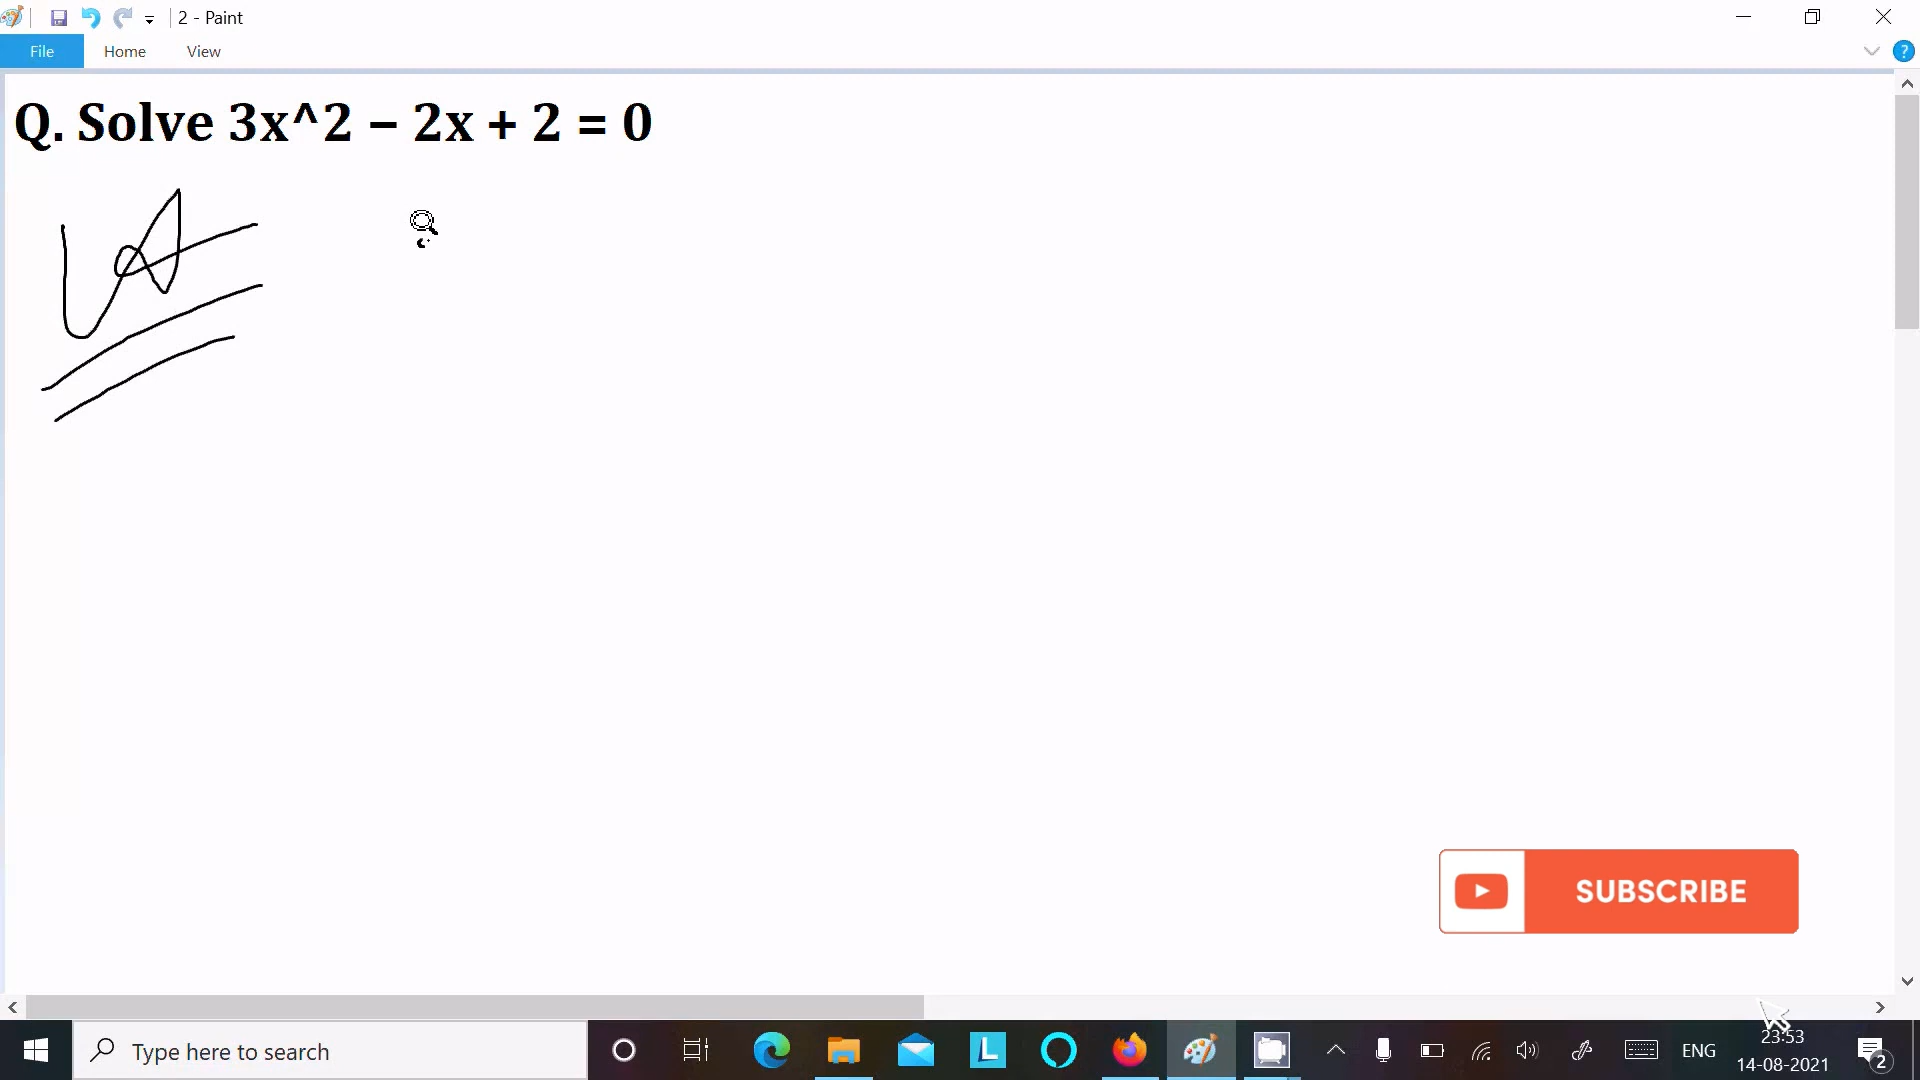 2 - Paint
File Home View
Q. Solve 3x^2 – 2x + 2 = 0
SUBSCRIBE
Type here to search
ENG
23:53
14-08-2021
2